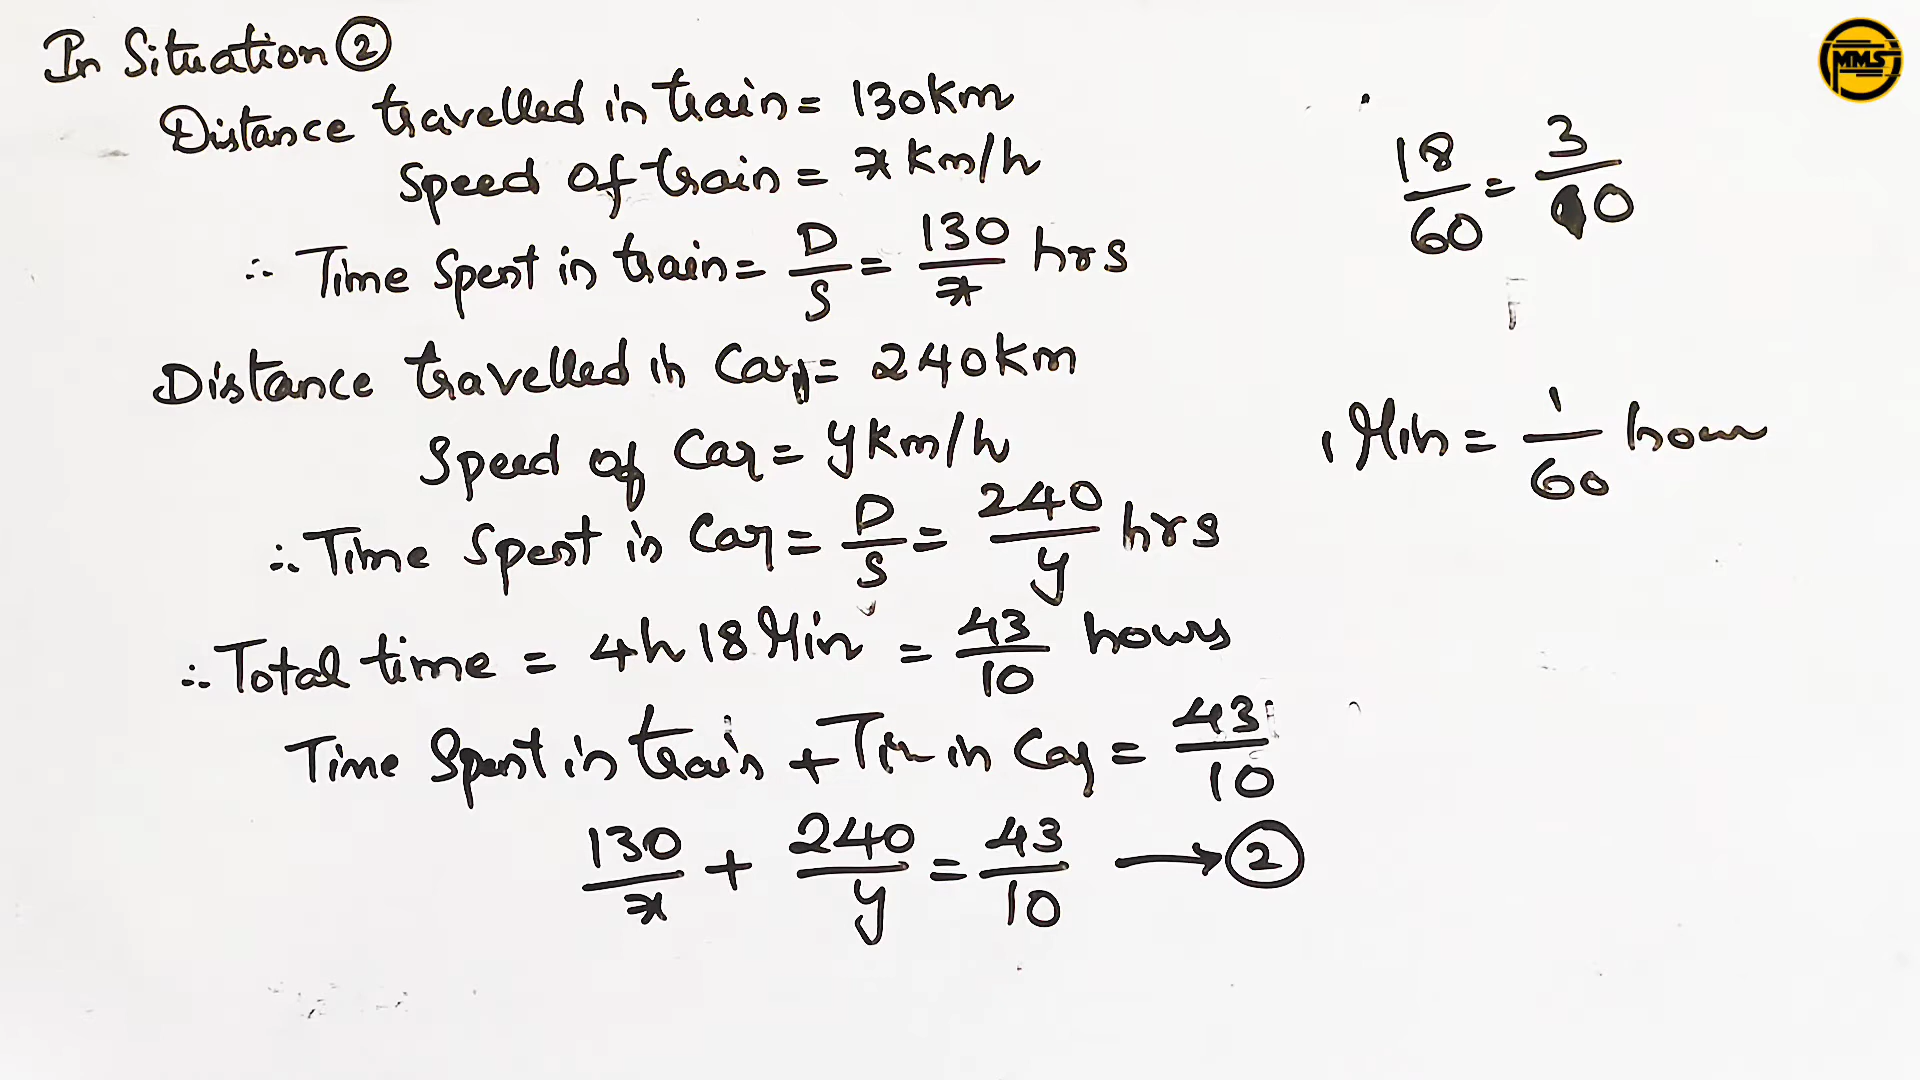 In Situation ②
Distance travelled in train = 130km
Speed of train = x km/h
∴ Time Spent in train = D/S = 130/x hrs
Distance travelled in Car = 240km
Speed of Car = y km/h
∴ Time Spent in Car = D/S = 240/y hrs
∴ Total time = 4h 18 Min = 43/10 hours
Time Spent in train + Tim in Car = 43/10
130/x + 240/y = 43/10 → ②
MMS
18/60 = 3/10
1 Min = 1/60 hour